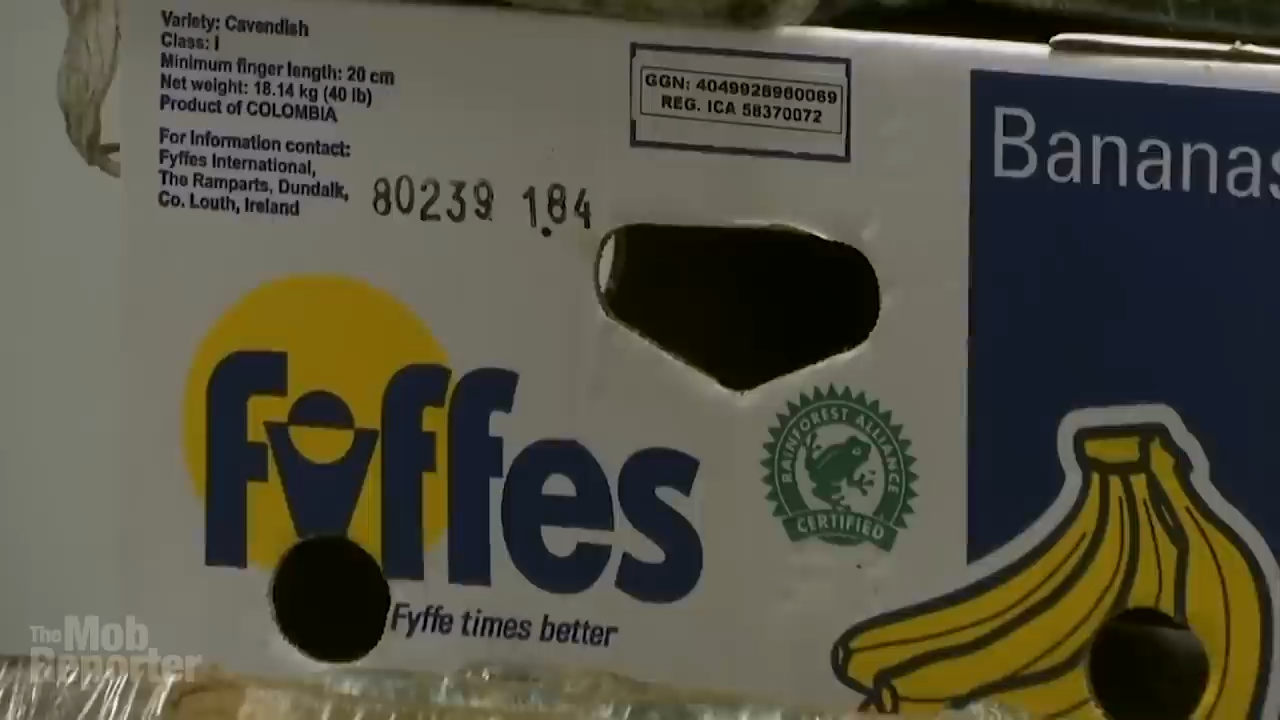 Variety: Cavendish
Class: I
Minimum finger length: 20 cm
Net weight: 18.14 kg (40 lb)
Product of COLOMBIA
For Information contact:
Fyffes International,
The Ramparts, Dundalk,
Co. Louth, Ireland
80239 184
GGN: 4049928960069
REG. ICA 58370072
Bananas
fyffes
Fyffe times better
RAINFOREST ALLIANCE
CERTIFIED
The Mob
Reporter